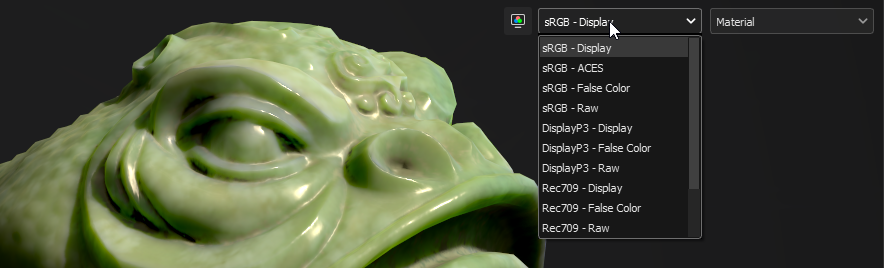 sRGB - Display
Material
sRGB - Display
sRGB - ACES
sRGB - False Color
sRGB - Raw
DisplayP3 - Display
DisplayP3 - False Color
DisplayP3 - Raw
Rec709 - Display
Rec709 - False Color
Rec709 - Raw